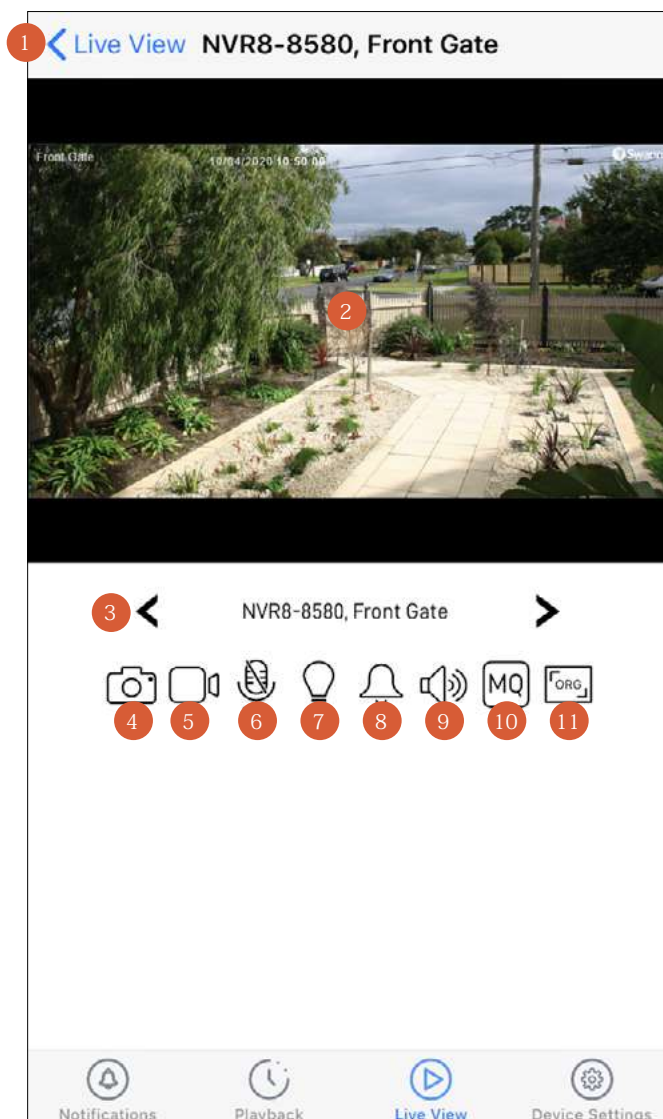 1 Live View NVR8-8580, Front Gate
Front Gate 10/04/2020 10:50:00 Swann
2
3 NVR8-8580, Front Gate
MQ ORG
4 5 6 7 8 9 10 11
Notifications Playback Live View Device Settings